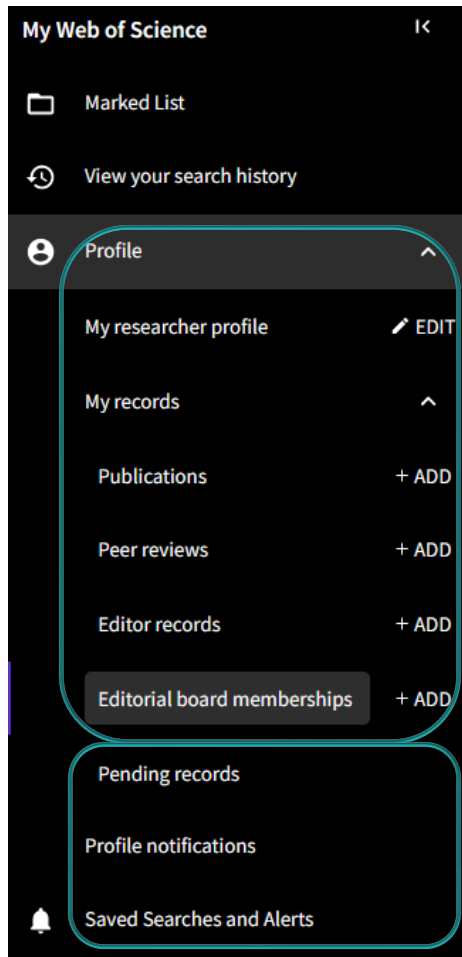 My Web of Science
Marked List
View your search history
Profile
My researcher profile EDIT
My records
Publications + ADD
Peer reviews + ADD
Editor records + ADD
Editorial board memberships + ADD
Pending records
Profile notifications
Saved Searches and Alerts